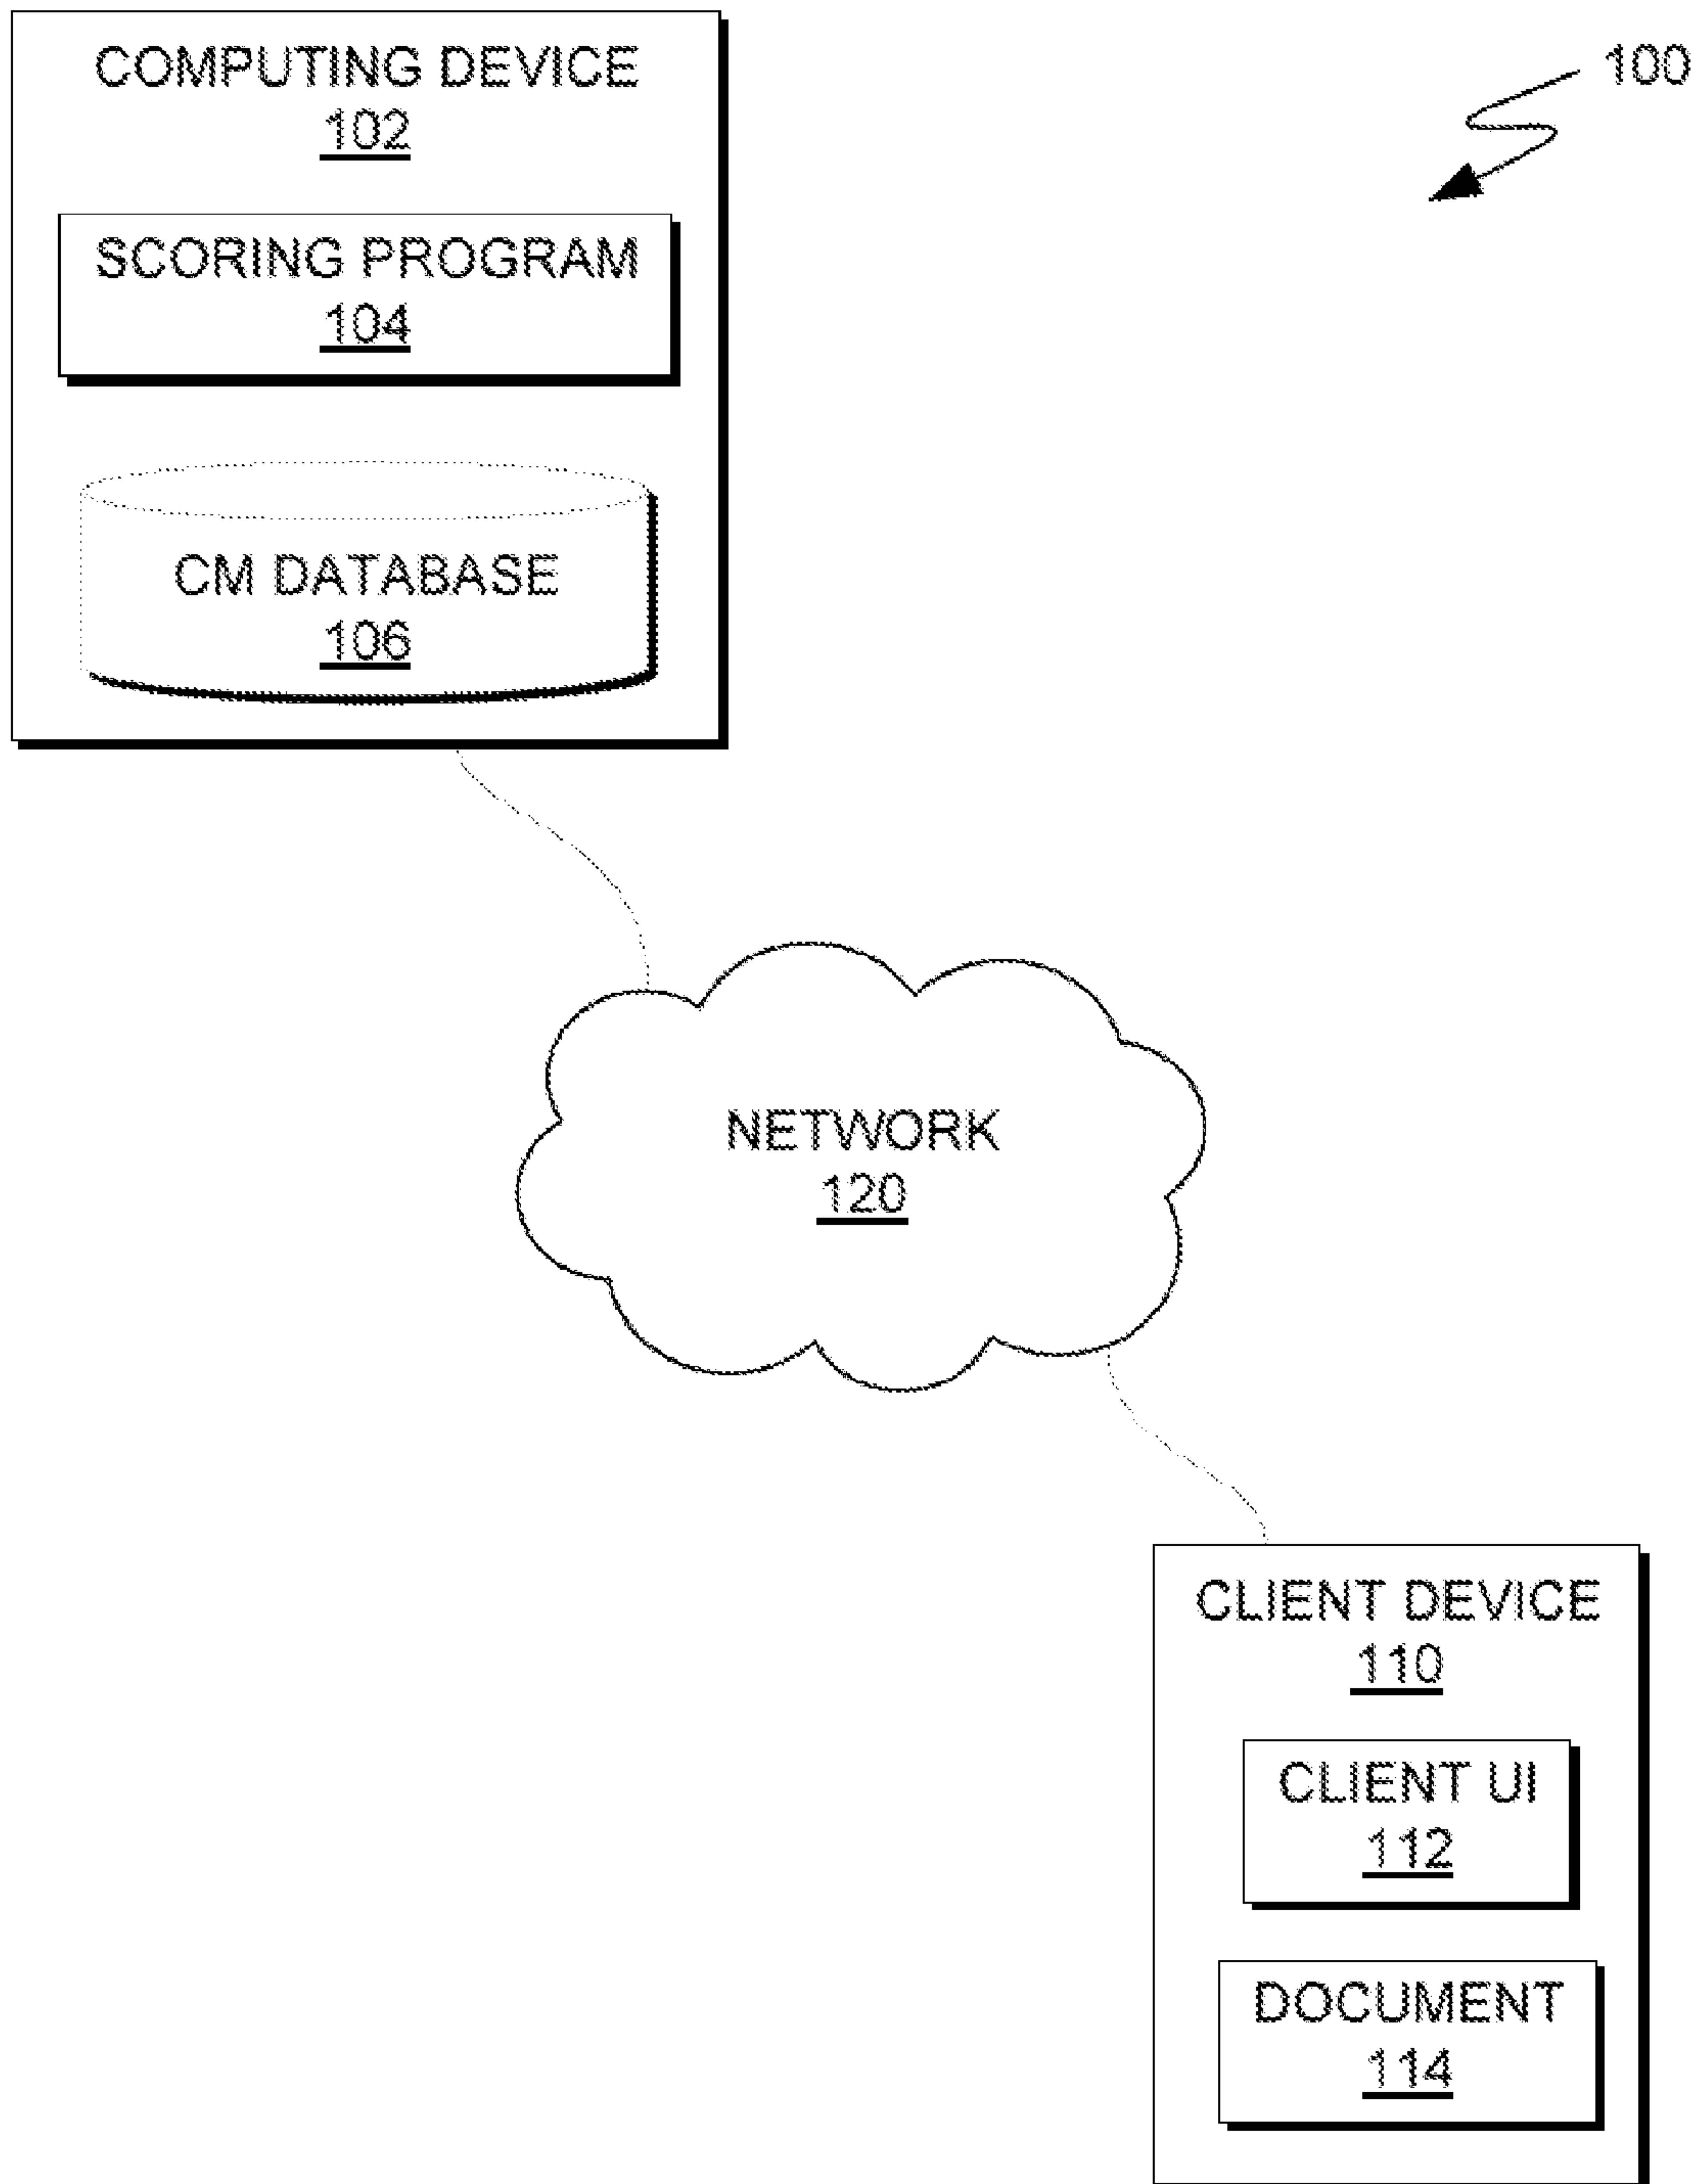 COMPUTING DEVICE
102
100
SCORING PROGRAM
104
CM DATABASE
106
NETWORK
120
CLIENT DEVICE
110
CLIENT UI
112
DOCUMENT
114